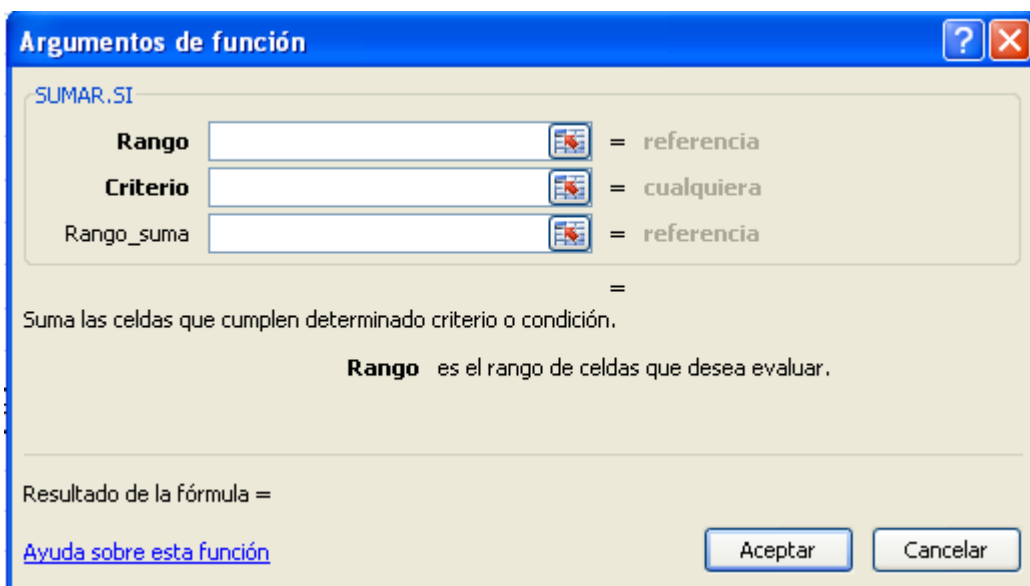 Argumentos de función
SUMAR.SI
Rango = referencia
Criterio = cualquiera
Rango_suma = referencia
=
Suma las celdas que cumplen determinado criterio o condición.
Rango es el rango de celdas que desea evaluar.
Resultado de la fórmula =
Ayuda sobre esta función Aceptar Cancelar